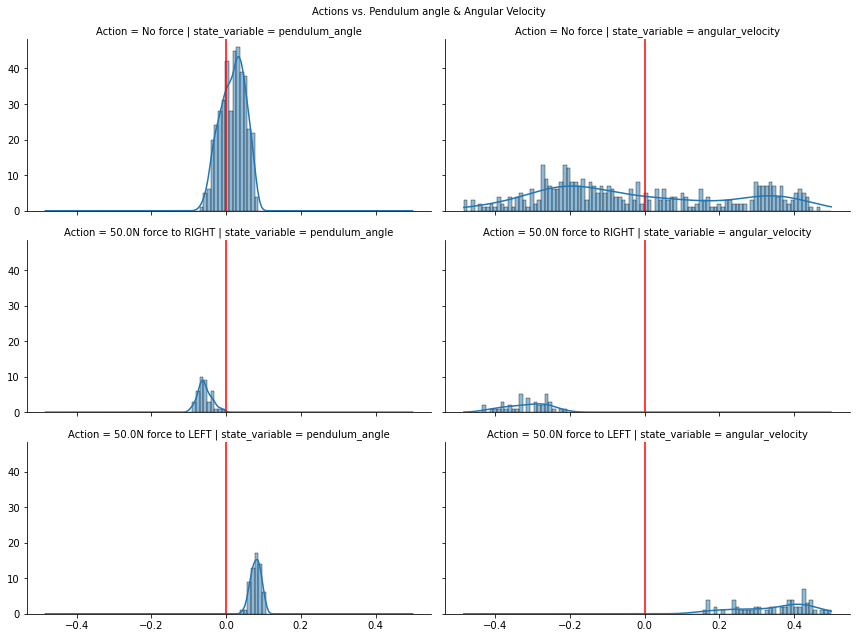 Actions vs. Pendulum angle & Angular Velocity
Action = No force | state_variable = pendulum_angle
Action = No force | state_variable = angular_velocity
40
30
20
10
0
Action = 50.0N force to RIGHT | state_variable = pendulum_angle
Action = 50.0N force to RIGHT | state_variable = angular_velocity
40
30
20
10
0
Action = 50.0N force to LEFT | state_variable = pendulum_angle
Action = 50.0N force to LEFT | state_variable = angular_velocity
40
30
20
10
0
−0.4 −0.2 0.0 0.2 0.4
−0.4 −0.2 0.0 0.2 0.4